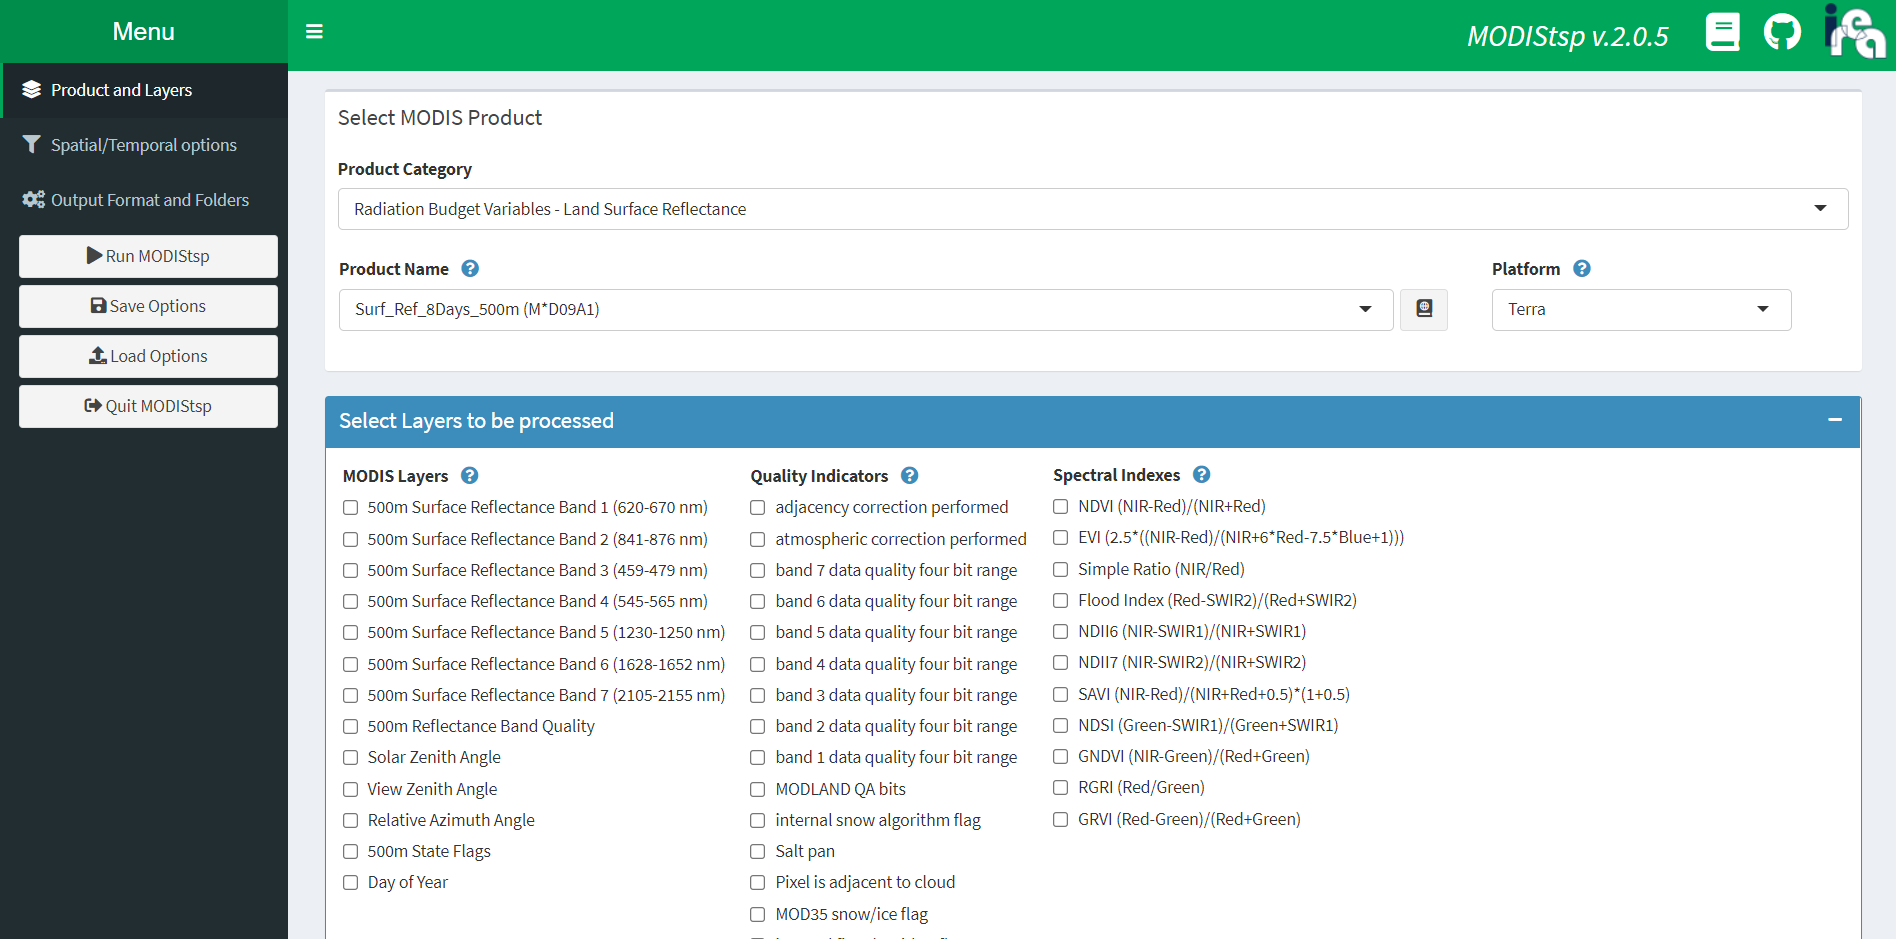 Menu
MODIStsp v.2.0.5
irea
Product and Layers
Spatial/Temporal options
Output Format and Folders
Run MODIStsp
Save Options
Load Options
Quit MODIStsp
Select MODIS Product
Product Category
Radiation Budget Variables - Land Surface Reflectance
Product Name
Platform
Surf_Ref_8Days_500m (M*D09A1)
Terra
Select Layers to be processed
MODIS Layers
500m Surface Reflectance Band 1 (620-670 nm)
500m Surface Reflectance Band 2 (841-876 nm)
500m Surface Reflectance Band 3 (459-479 nm)
500m Surface Reflectance Band 4 (545-565 nm)
500m Surface Reflectance Band 5 (1230-1250 nm)
500m Surface Reflectance Band 6 (1628-1652 nm)
500m Surface Reflectance Band 7 (2105-2155 nm)
500m Reflectance Band Quality
Solar Zenith Angle
View Zenith Angle
Relative Azimuth Angle
500m State Flags
Day of Year
Quality Indicators
adjacency correction performed
atmospheric correction performed
band 7 data quality four bit range
band 6 data quality four bit range
band 5 data quality four bit range
band 4 data quality four bit range
band 3 data quality four bit range
band 2 data quality four bit range
band 1 data quality four bit range
MODLAND QA bits
internal snow algorithm flag
Salt pan
Pixel is adjacent to cloud
MOD35 snow/ice flag
Spectral Indexes
NDVI (NIR-Red)/(NIR+Red)
EVI (2.5*((NIR-Red)/(NIR+6*Red-7.5*Blue+1)))
Simple Ratio (NIR/Red)
Flood Index (Red-SWIR2)/(Red+SWIR2)
NDII6 (NIR-SWIR1)/(NIR+SWIR1)
NDII7 (NIR-SWIR2)/(NIR+SWIR2)
SAVI (NIR-Red)/(NIR+Red+0.5)*(1+0.5)
NDSI (Green-SWIR1)/(Green+SWIR1)
GNDVI (NIR-Green)/(Red+Green)
RGRI (Red/Green)
GRVI (Red-Green)/(Red+Green)